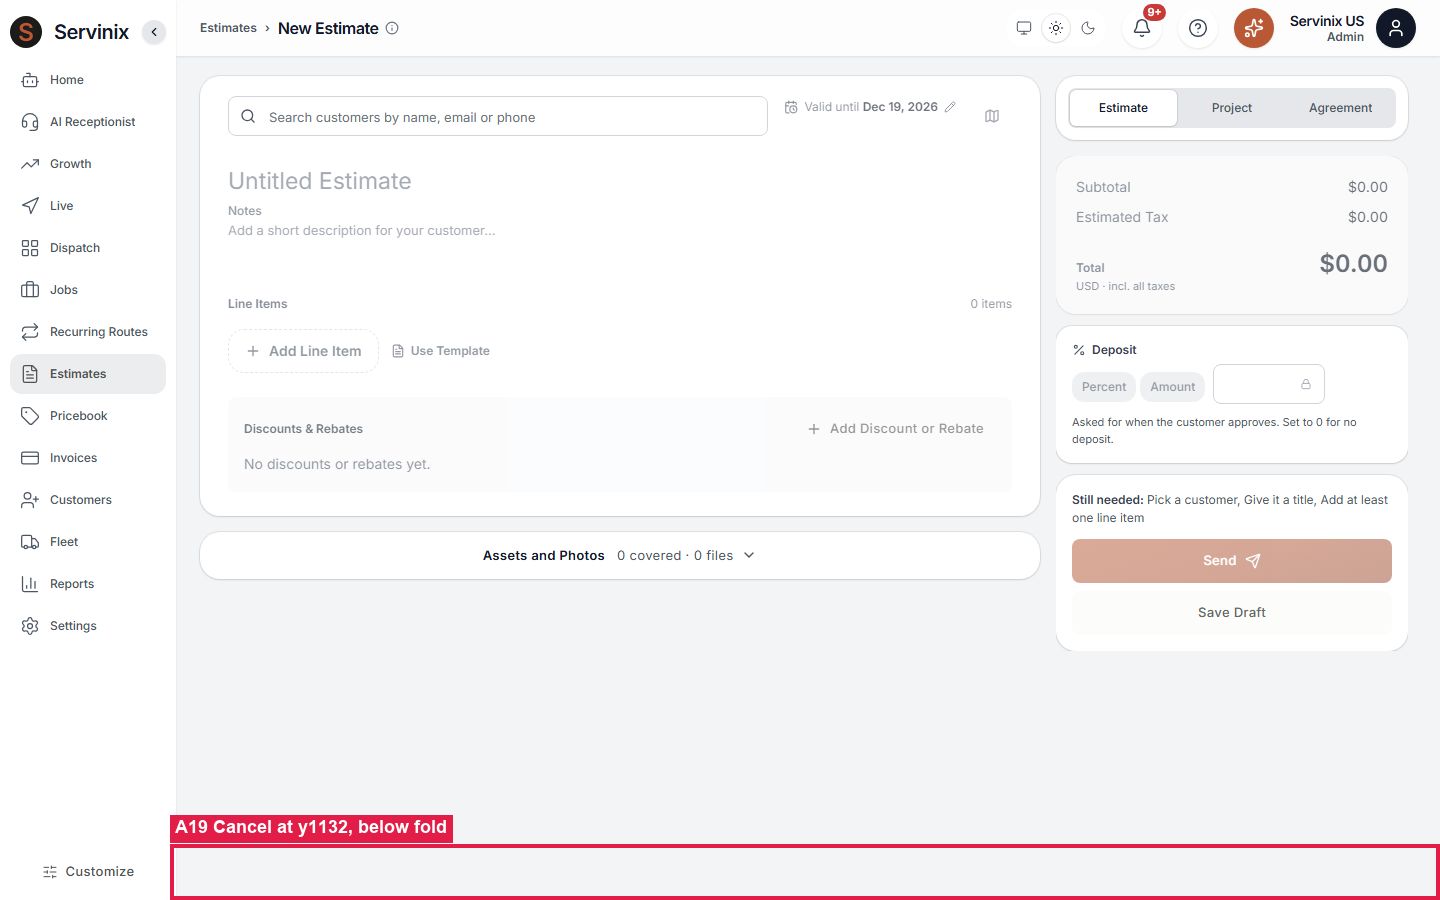 S Servinix
Home
AI Receptionist
Growth
Live
Dispatch
Jobs
Recurring Routes
Estimates
Pricebook
Invoices
Customers
Fleet
Reports
Settings
Customize
Estimates › New Estimate
9+
Servinix US
Admin
Search customers by name, email or phone
Valid until Dec 19, 2026
Untitled Estimate
Notes
Add a short description for your customer...
Line Items
0 items
Add Line Item
Use Template
Discounts & Rebates
Add Discount or Rebate
No discounts or rebates yet.
Assets and Photos 0 covered · 0 files
Estimate Project Agreement
Subtotal $0.00
Estimated Tax $0.00
Total $0.00
USD · incl. all taxes
Deposit
Percent Amount
Asked for when the customer approves. Set to 0 for no
deposit.
Still needed: Pick a customer, Give it a title, Add at least
one line item
Send
Save Draft
A19 Cancel at y1132, below fold